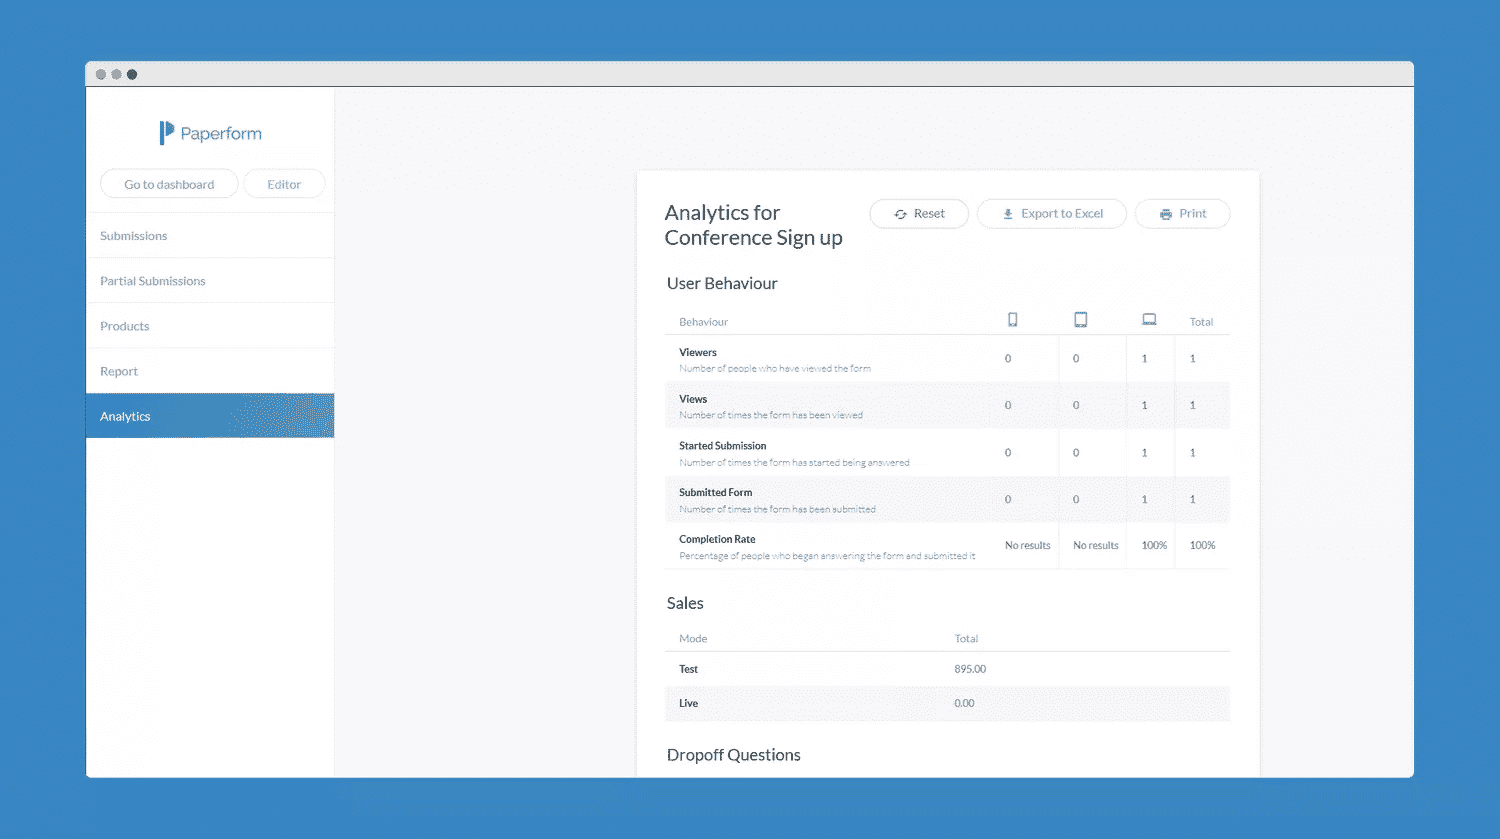 Paperform
Go to dashboard Editor
Submissions
Partial Submissions
Products
Report
Analytics
Analytics for
Conference Sign up
Reset Export to Excel Print
User Behaviour
Behaviour Total
Viewers
Number of people who have viewed the form
0 0 1 1
Views
Number of times the form has been viewed
0 0 1 1
Started Submission
Number of times the form has started being answered
0 0 1 1
Submitted Form
Number of times the form has been submitted
0 0 1 1
Completion Rate
Percentage of people who began answering the form and submitted it
No results No results 100% 100%
Sales
Mode Total
Test 895.00
Live 0.00
Dropoff Questions